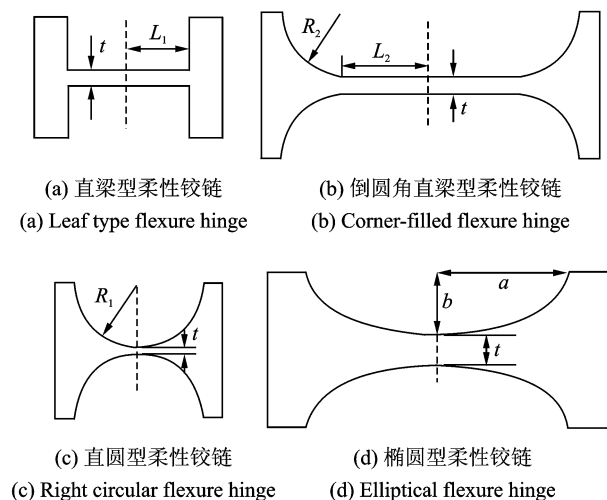 t
L₁
R₂
L₂
t
(a) 直梁型柔性铰链
(b) 倒圆角直梁型柔性铰链
(a) Leaf type flexure hinge
(b) Corner-filled flexure hinge
R₁
t
b
a
t
(c) 直圆型柔性铰链
(d) 椭圆型柔性铰链
(c) Right circular flexure hinge
(d) Elliptical flexure hinge